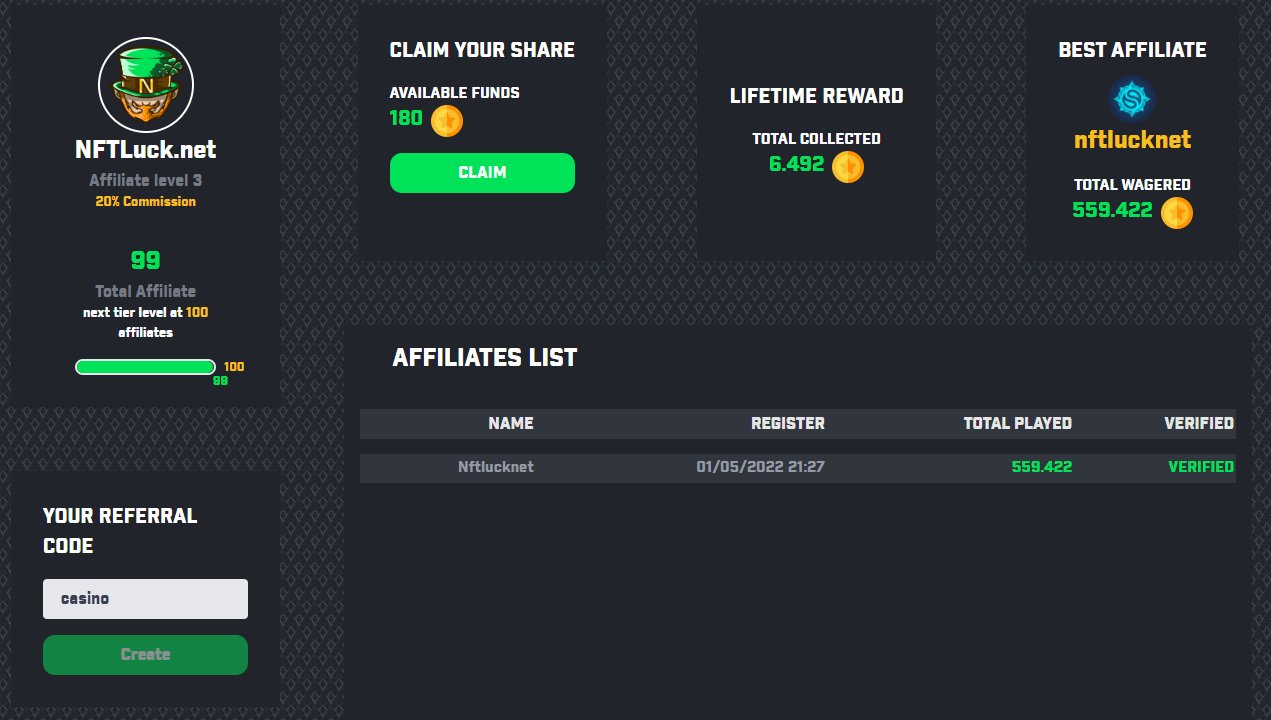 N
NFTLuck.net
Affiliate level 3
20% Commission
99
Total Affiliate
next tier level at 100
affiliates
100
99
YOUR REFERRAL
CODE
casino
Create
CLAIM YOUR SHARE
AVAILABLE FUNDS
180
CLAIM
LIFETIME REWARD
TOTAL COLLECTED
6.492
BEST AFFILIATE
nftlucknet
TOTAL WAGERED
559.422
AFFILIATES LIST
NAME REGISTER TOTAL PLAYED VERIFIED
Nftlucknet 01/05/2022 21:27 559.422 VERIFIED